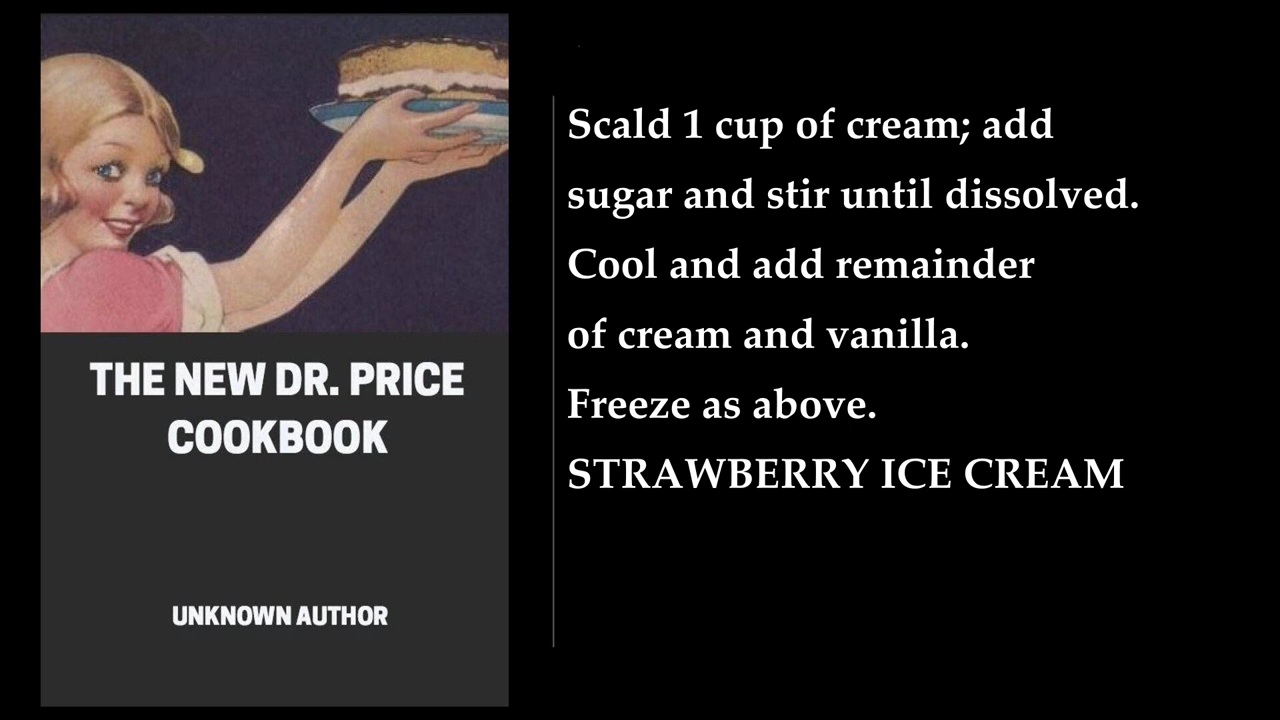 THE NEW DR. PRICE
COOKBOOK
UNKNOWN AUTHOR
Scald 1 cup of cream; add
sugar and stir until dissolved.
Cool and add remainder
of cream and vanilla.
Freeze as above.
STRAWBERRY ICE CREAM